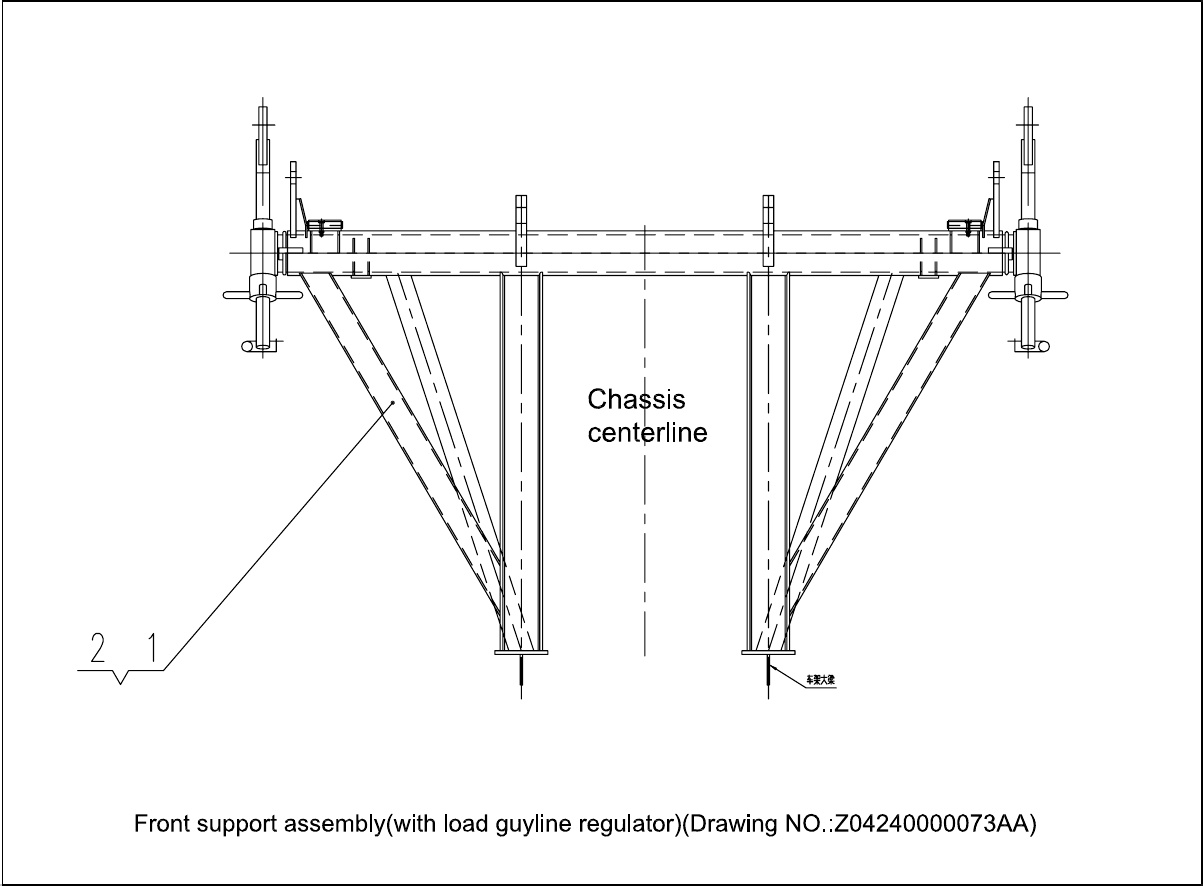 Chassis
centerline
2 1
车架大梁
Front support assembly(with load guyline regulator)(Drawing NO.:Z04240000073AA)